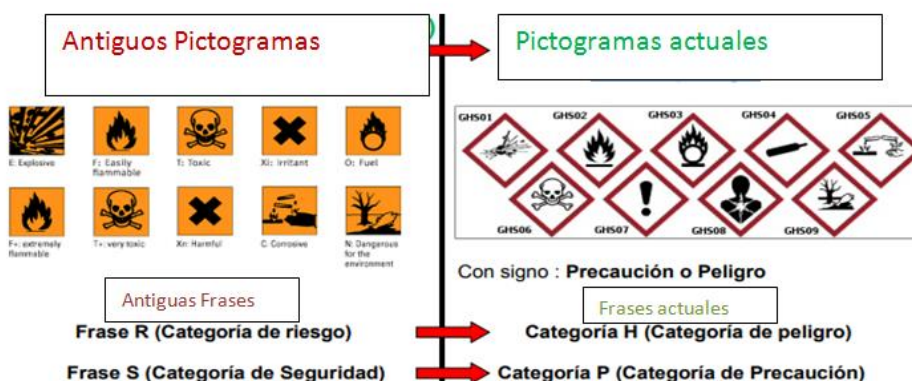 Antiguos Pictogramas
Pictogramas actuales
E: Explosive
F: Easily
flammable
T: Toxic
Xi: Irritant
O: Fuel
F+: extremely
flammable
T+: very toxic
Xn: Harmful
C: Corrosive
N: Dangerous
for the
environment
GHS01
GHS02
GHS03
GHS04
GHS05
GHS06
GHS07
GHS08
GHS09
Con signo : Precaución o Peligro
Antiguas Frases
Frases actuales
Frase R (Categoría de riesgo)
Categoría H (Categoría de peligro)
Frase S (Categoría de Seguridad)
Categoría P (Categoría de Precaución)